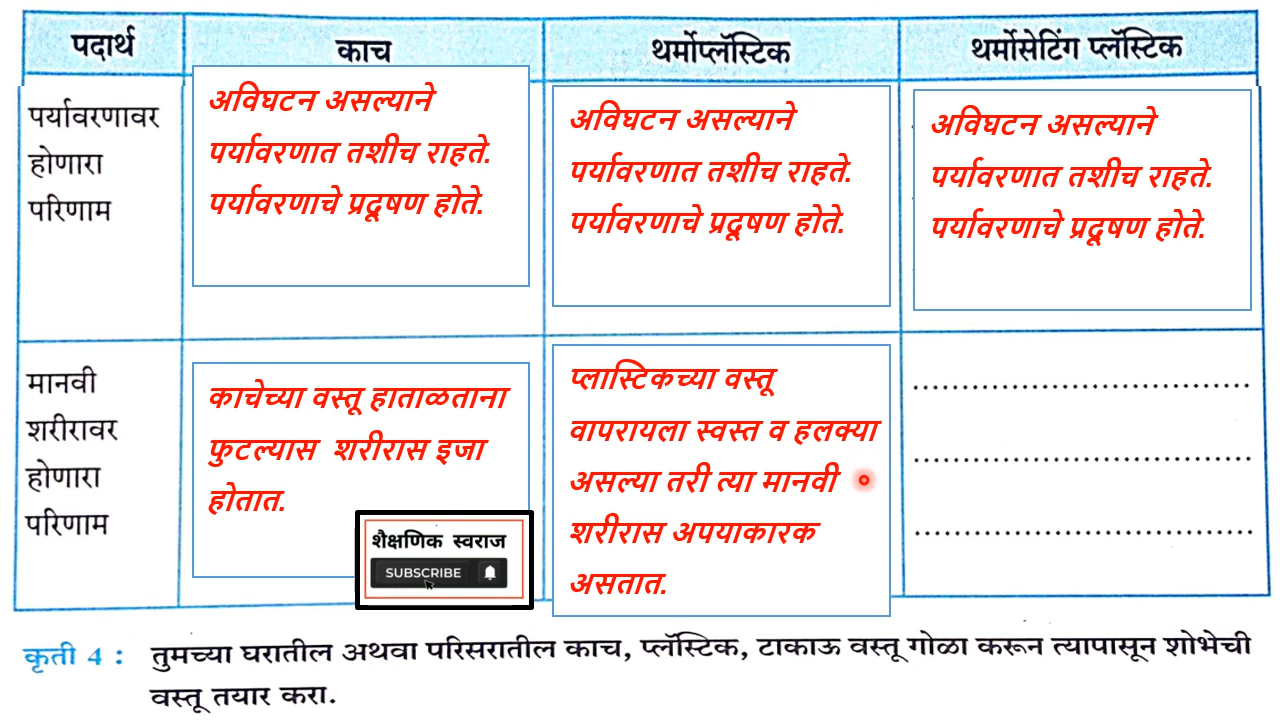 पदार्थ काच थर्मोप्लॅस्टिक थर्मोसेटिंग प्लॅस्टिक
पर्यावरणावर
होणारा
परिणाम
अविघटन असल्याने
पर्यावरणात तशीच राहते.
पर्यावरणाचे प्रदूषण होते.
अविघटन असल्याने
पर्यावरणात तशीच राहते.
पर्यावरणाचे प्रदूषण होते.
अविघटन असल्याने
पर्यावरणात तशीच राहते.
पर्यावरणाचे प्रदूषण होते.
मानवी
शरीरावर
होणारा
परिणाम
काचेच्या वस्तू हाताळताना
फुटल्यास शरीरास इजा
होतात.
प्लास्टिकच्या वस्तू
वापरायला स्वस्त व हलक्या
असल्या तरी त्या मानवी
शरीरास अपयाकारक
असतात.
शैक्षणिक स्वराज
SUBSCRIBE
कृती 4 : तुमच्या घरातील अथवा परिसरातील काच, प्लॅस्टिक, टाकाऊ वस्तू गोळा करून त्यापासून शोभेची
वस्तू तयार करा.